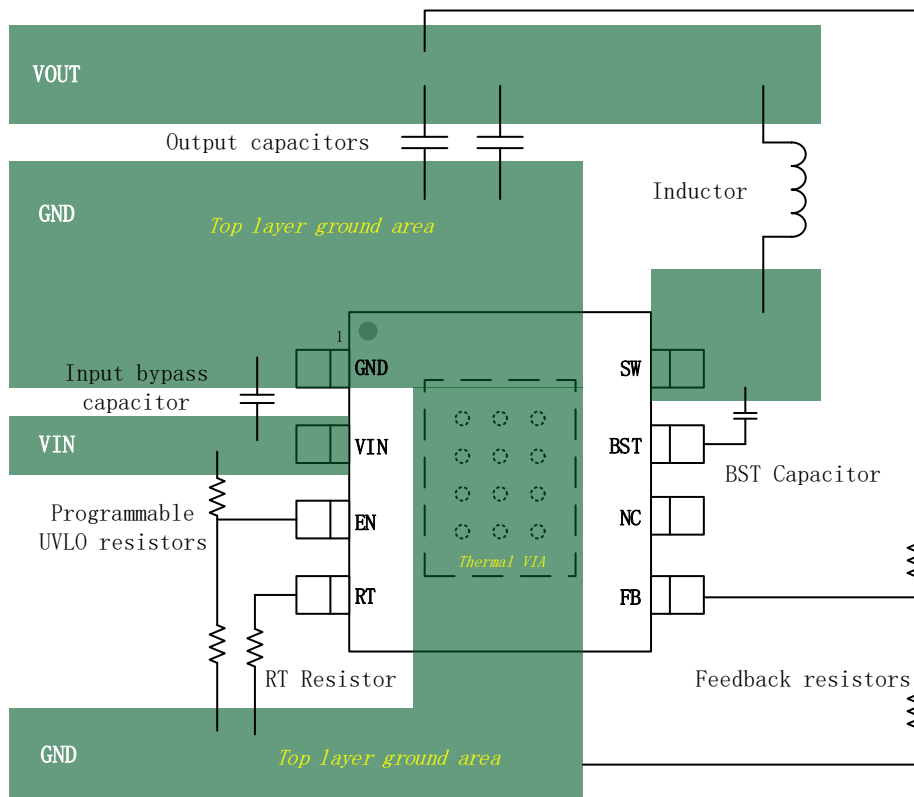 VOUT
Output capacitors
Inductor
GND
Top layer ground area
1
GND
SW
Input bypass
capacitor
VIN
VIN
BST
BST Capacitor
Programmable
UVLO resistors
EN
NC
Thermal VIA
RT
FB
RT Resistor
Feedback resistors
GND
Top layer ground area